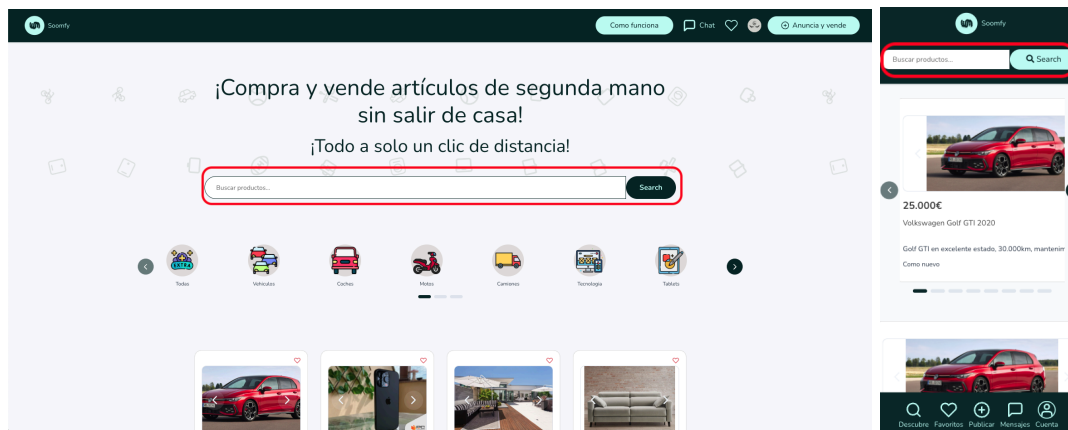 Soomfy
Como funciona
Chat
Anuncia y vende
¡Compra y vende artículos de segunda mano
sin salir de casa!
¡Todo a solo un clic de distancia!
Buscar productos...
Search
EXTRA
Todas
Vehículos
Coches
Motos
Camiones
Tecnologia
Tablets
Soomfy
Buscar productos...
Search
25.000€
Volkswagen Golf GTI 2020
Golf GTI en excelente estado, 30.000km, mantenim
Como nuevo
Descubre
Favoritos
Publicar
Mensajes
Cuenta